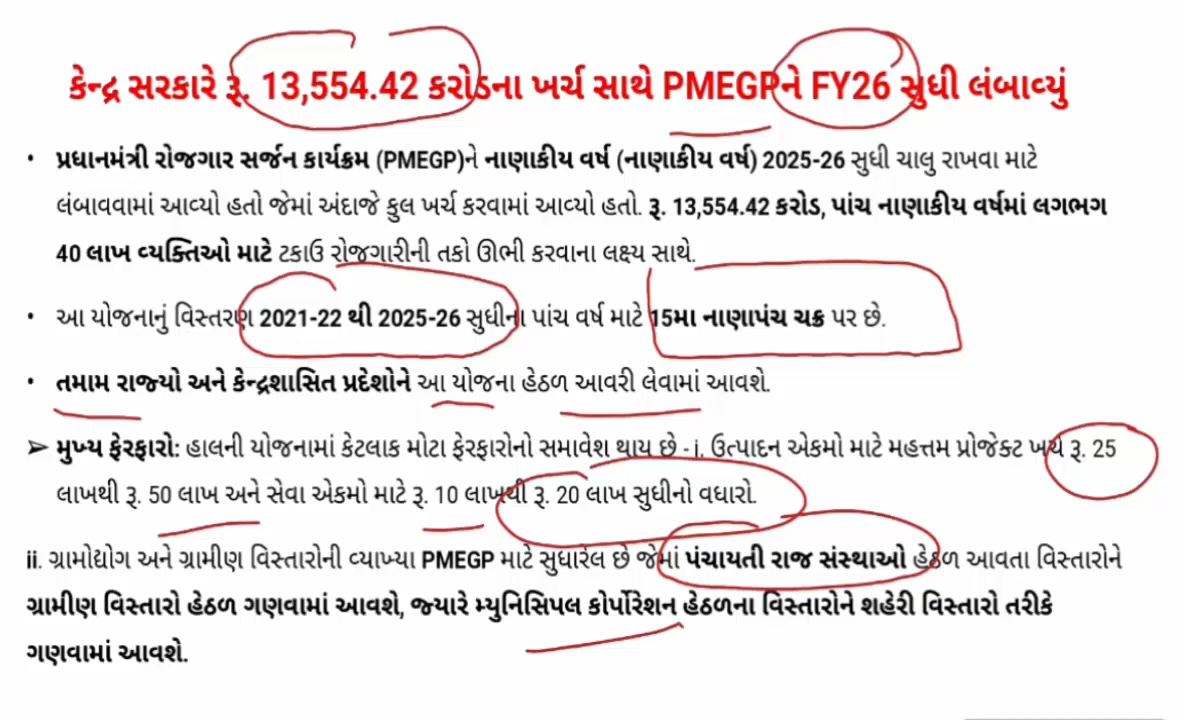 કેન્દ્ર સરકારે રૂ. 13,554.42 કરોડના ખર્ચ સાથે PMEGPને FY26 સુધી લંબાવ્યું
• પ્રધાનમંત્રી રોજગાર સર્જન કાર્યક્રમ (PMEGP)ને નાણાકીય વર્ષ (નાણાકીય વર્ષ) 2025-26 સુધી ચાલુ રાખવા માટે
લંબાવવામાં આવ્યો હતો જેમાં અંદાજે કુલ ખર્ચ કરવામાં આવ્યો હતો. રૂ. 13,554.42 કરોડ, પાંચ નાણાકીય વર્ષમાં લગભગ
40 લાખ વ્યક્તિઓ માટે ટકાઉ રોજગારીની તકો ઊભી કરવાના લક્ષ્ય સાથે.
• આ યોજનાનું વિસ્તરણ 2021-22 થી 2025-26 સુધીના પાંચ વર્ષ માટે 15મા નાણાપંચ ચક્ર પર છે.
• તમામ રાજ્યો અને કેન્દ્રશાસિત પ્રદેશોને આ યોજના હેઠળ આવરી લેવામાં આવશે.
➢ મુખ્ય ફેરફારો: હાલની યોજનામાં કેટલાક મોટા ફેરફારોનો સમાવેશ થાય છે - i. ઉત્પાદન એકમો માટે મહત્તમ પ્રોજેક્ટ ખર્ચ રૂ. 25
લાખથી રૂ. 50 લાખ અને સેવા એકમો માટે રૂ. 10 લાખથી રૂ. 20 લાખ સુધીનો વધારો.
ii. ગ્રામોદ્યોગ અને ગ્રામીણ વિસ્તારોની વ્યાખ્યા PMEGP માટે સુધારેલ છે જેમાં પંચાયતી રાજ સંસ્થાઓ હેઠળ આવતા વિસ્તારોને
ગ્રામીણ વિસ્તારો હેઠળ ગણવામાં આવશે, જ્યારે મ્યુનિસિપલ કોર્પોરેશન હેઠળના વિસ્તારોને શહેરી વિસ્તારો તરીકે
ગણવામાં આવશે.